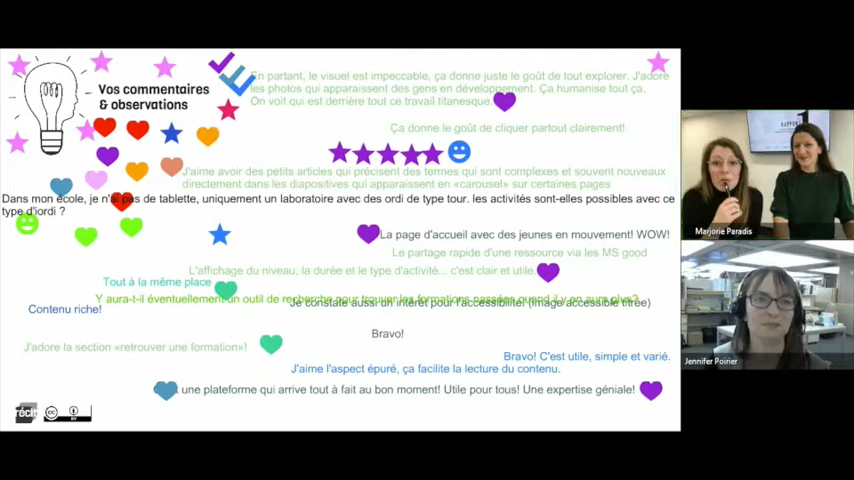 En partant, le visuel est impeccable, ça donne juste le goût de tout explorer. J'adore
les photos qui apparaissent des gens en développement. Ça humanise tout ça.
On voit qui est derrière tout ce travail titanesque.
Vos commentaires
& observations
Ça donne le goût de cliquer partout clairement!
J'aime avoir des petits articles qui précisent des termes qui sont complexes et souvent nouveaux
directement dans les diapositives qui apparaissent en «carousel» sur certaines pages
Dans mon école, je n'ai pas de tablette, uniquement un laboratoire avec des ordi de type tour. les activités sont-elles possibles avec ce
type d'iordi ?
La page d'accueil avec des jeunes en mouvement! WOW!
Le partage rapide d'une ressource via les MS good
L'affichage du niveau, la durée et le type d'activité... c'est clair et utile.
Tout à la même place
Y aura-t-il éventuellement un outil de recherche pour trouver les formations passées quand il y en aura plus?
Je constate aussi un intérêt pour l'accessibilité! (image accessible titrée)
Contenu riche!
Bravo!
J'adore la section «retrouver une formation»!
Bravo! C'est utile, simple et varié.
J'aime l'aspect épuré, ça facilite la lecture du contenu.
une plateforme qui arrive tout à fait au bon moment! Utile pour tous! Une expertise géniale!
récit
cc
BY
Marjorie Paradis
Jennifer Poirier